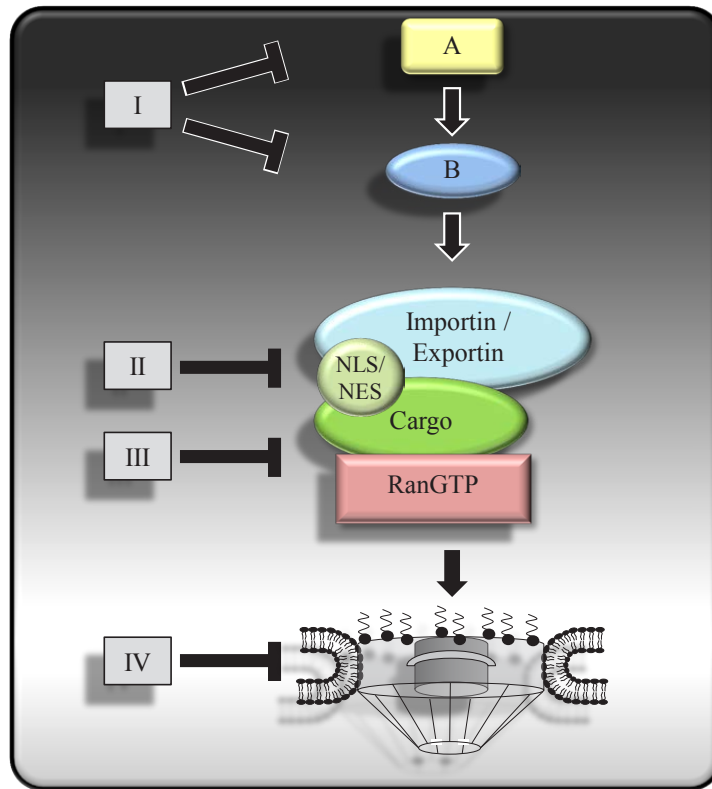 A
I
B
Importin /
Exportin
II
NLS/
NES
Cargo
III
RanGTP
IV